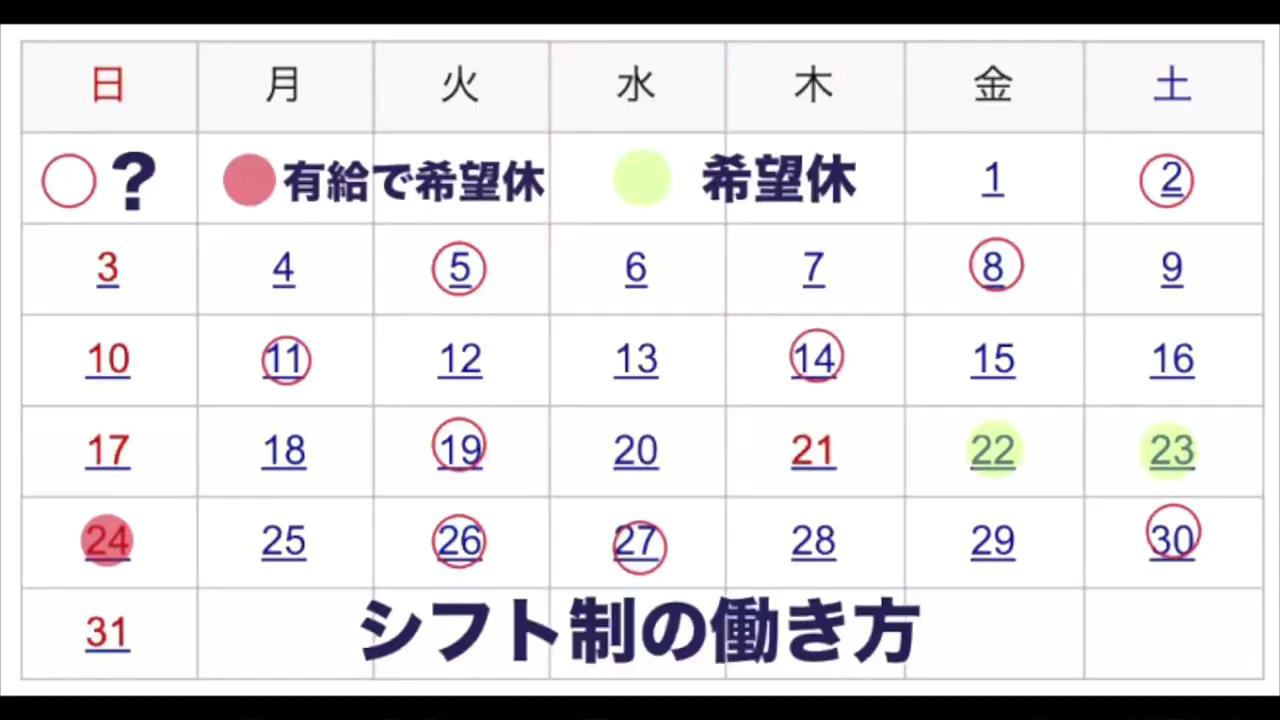 日 月 火 水 木 金 土
? 有給で希望休 希望休 1 2
3 4 5 6 7 8 9
10 11 12 13 14 15 16
17 18 19 20 21 22 23
24 25 26 27 28 29 30
31 シフト制の働き方